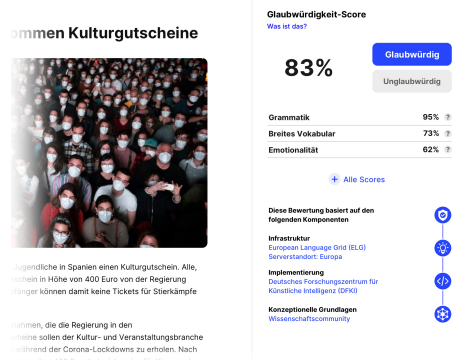 ommen Kulturgutscheine
Jugendliche in Spanien einen Kulturgutschein. Alle,
schein in Höhe von 400 Euro von der Regierung
fänger können damit keine Tickets für Stierkämpfe
nahmen, die die Regierung in den
heine sollen der Kultur- und Veranstaltungsbranche
während der Corona-Lockdowns zu erholen. Nach
Glaubwürdigkeit-Score
Was ist das?
83%
Glaubwürdig
Unglaubwürdig
Grammatik 95% ?
Breites Vokabular 73% ?
Emotionalität 62% ?
+ Alle Scores
Diese Bewertung basiert auf den
folgenden Komponenten
Infrastruktur
European Language Grid (ELG)
Serverstandort: Europa
Implementierung
Deutsches Forschungszentrum für
Künstliche Intelligenz (DFKI)
Konzeptionelle Grundlagen
Wissenschaftscommunity